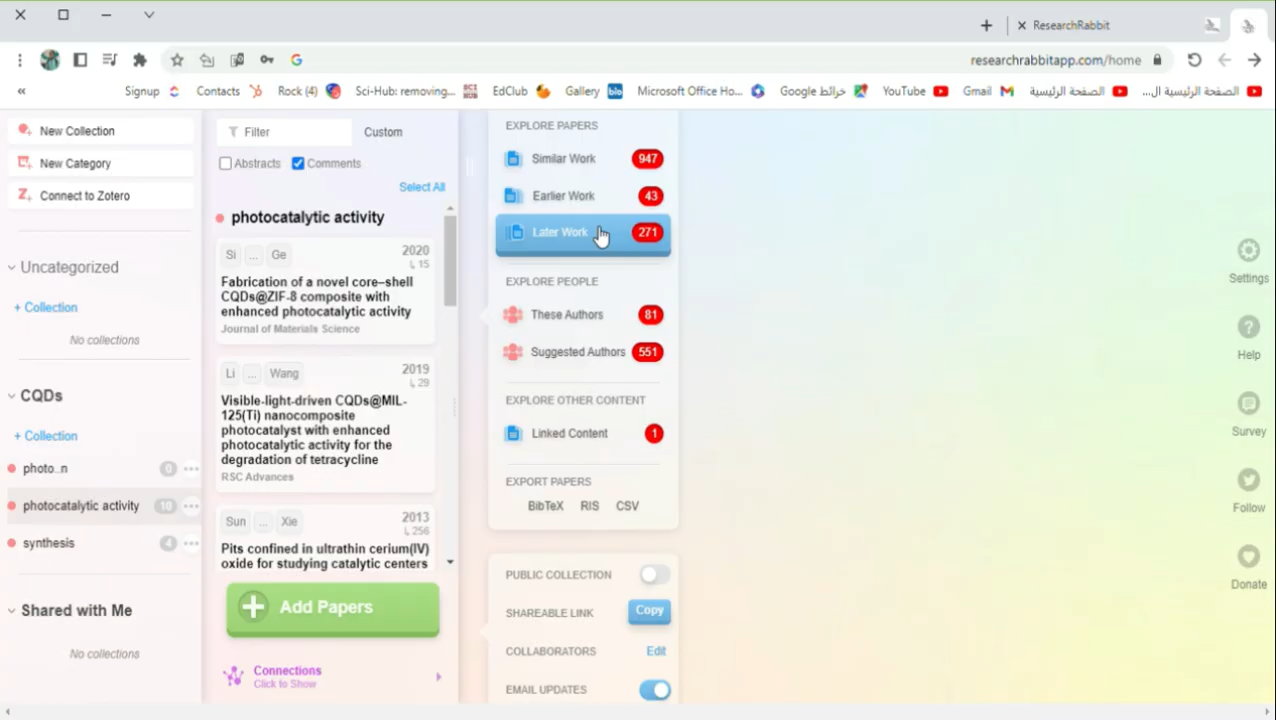 ResearchRabbit
researchrabbitapp.com/home
Signup
Contacts
Rock (4)
Sci-Hub: removing...
SCI HUB
EdClub
Gallery
blo
Microsoft Office Ho...
خرائط Google
YouTube
Gmail
الصفحة الرئيسية
الصفحة الرئيسية ال...
New Collection
New Category
Connect to Zotero
Uncategorized
+ Collection
No collections
CQDs
+ Collection
photo..n 0
photocatalytic activity 10
synthesis 4
Shared with Me
No collections
Filter
Custom
Abstracts
Comments
Select All
photocatalytic activity
Si ... Ge 2020
15
Fabrication of a novel core–shell
CQDs@ZIF-8 composite with
enhanced photocatalytic activity
Journal of Materials Science
Li ... Wang 2019
29
Visible-light-driven CQDs@MIL-
125(Ti) nanocomposite
photocatalyst with enhanced
photocatalytic activity for the
degradation of tetracycline
RSC Advances
Sun ... Xie 2013
256
Pits confined in ultrathin cerium(IV)
oxide for studying catalytic centers
Add Papers
Connections
Click to Show
EXPLORE PAPERS
Similar Work 947
Earlier Work 43
Later Work 271
EXPLORE PEOPLE
These Authors 81
Suggested Authors 551
EXPLORE OTHER CONTENT
Linked Content 1
EXPORT PAPERS
BibTeX RIS CSV
PUBLIC COLLECTION
SHAREABLE LINK Copy
COLLABORATORS Edit
EMAIL UPDATES
Settings
Help
Survey
Follow
Donate